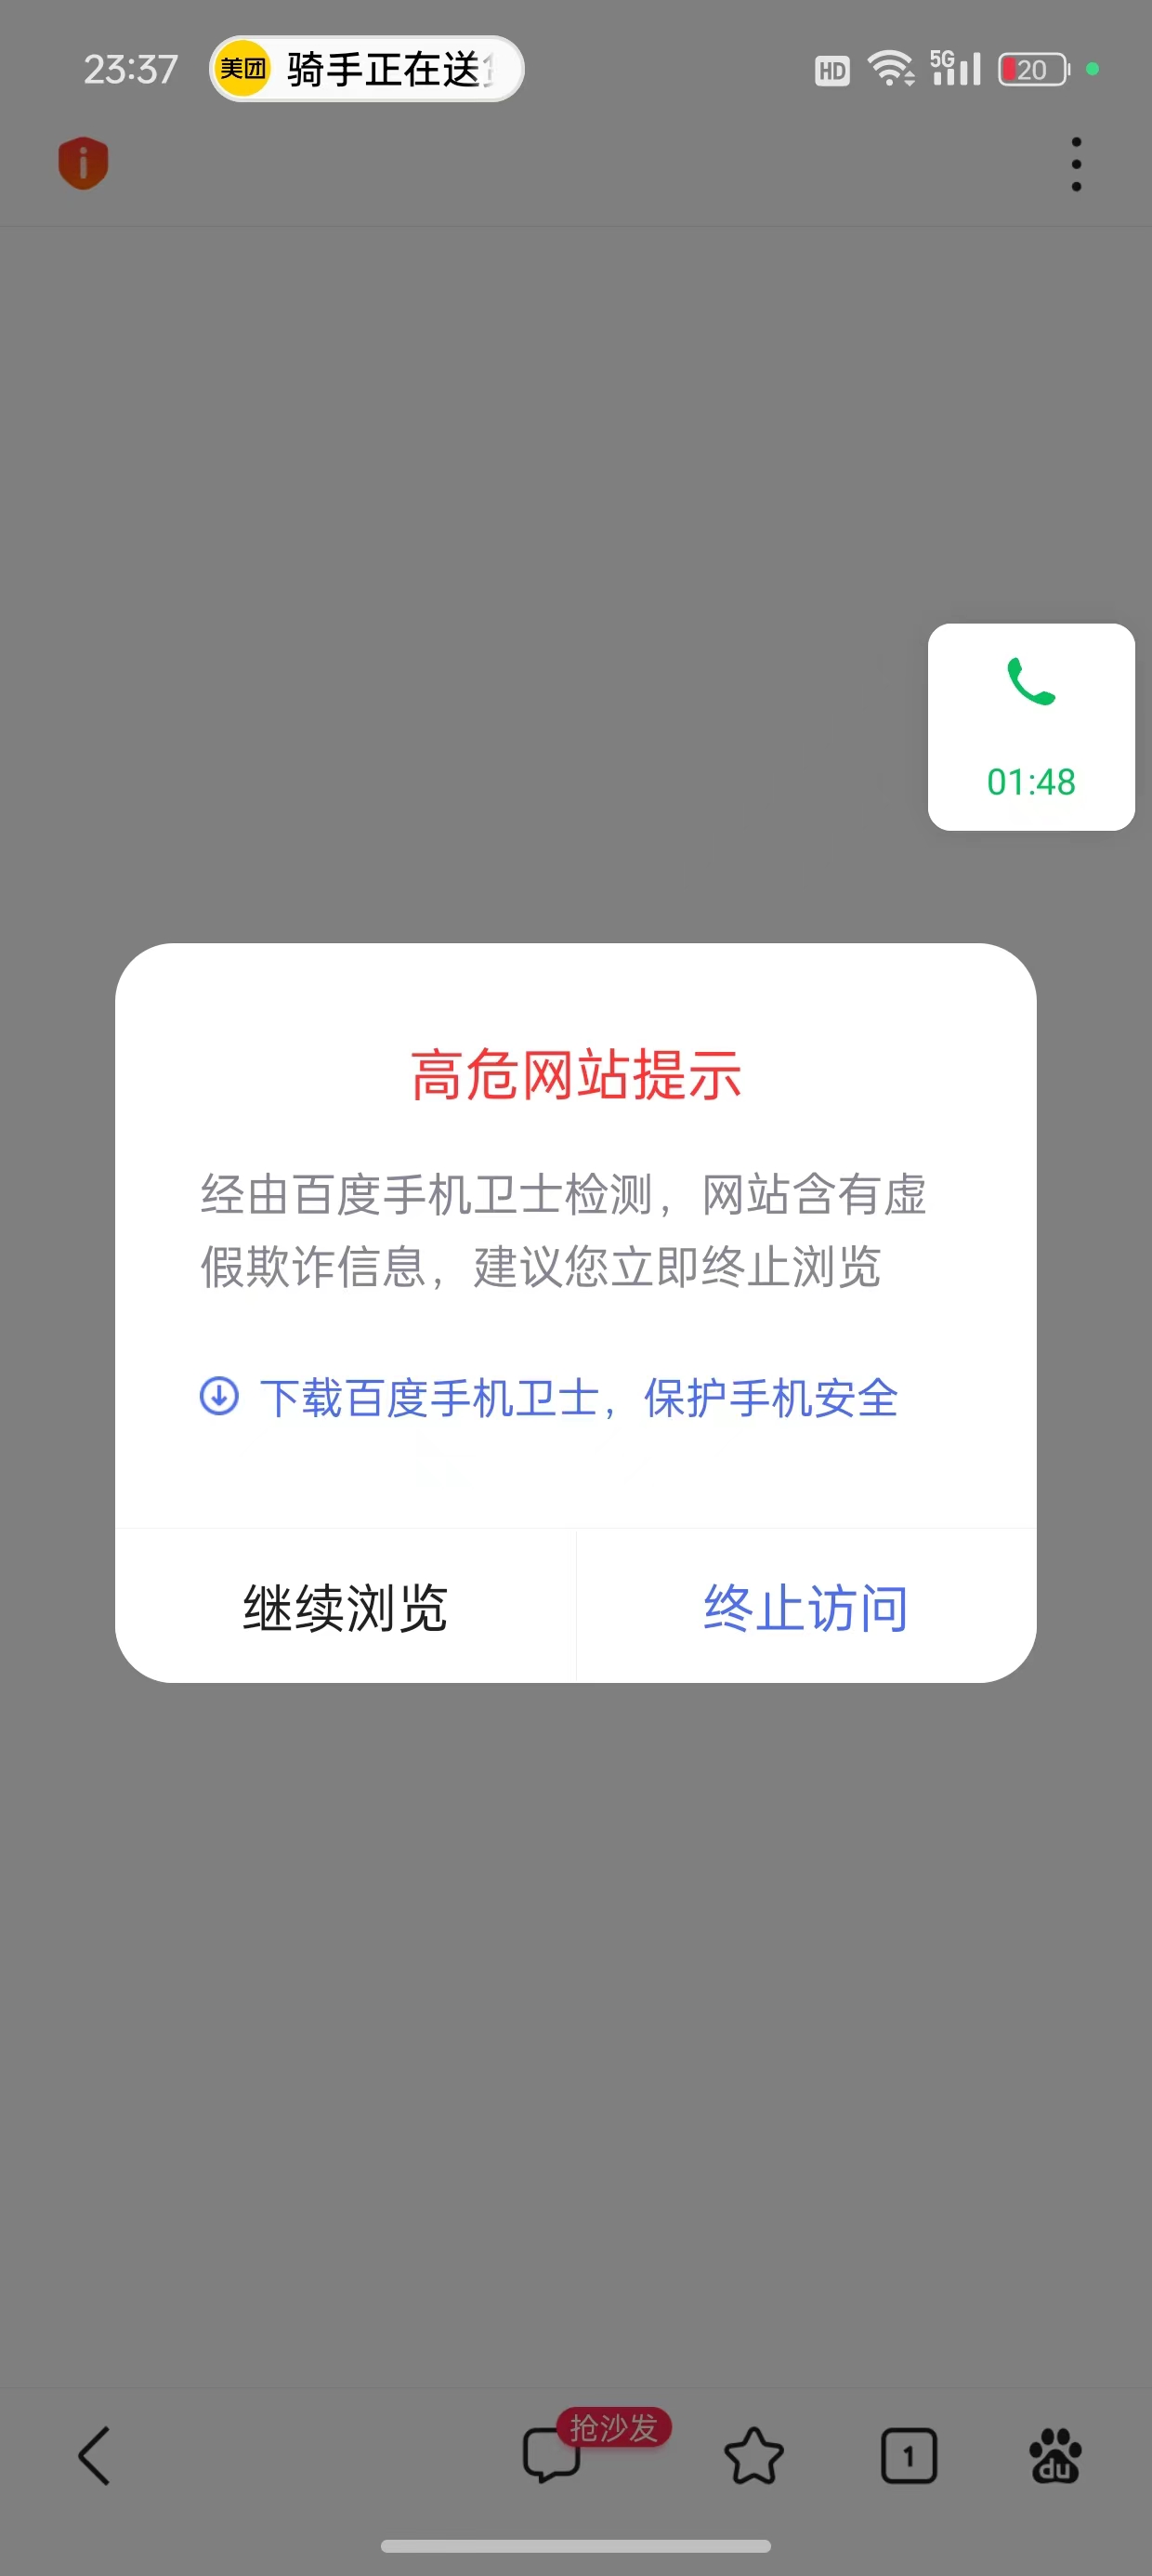 23:37
美团 骑手正在送
HD 5G 20
01:48
高危网站提示
经由百度手机卫士检测，网站含有虚
假欺诈信息，建议您立即终止浏览
下载百度手机卫士，保护手机安全
继续浏览 终止访问
抢沙发
1
du